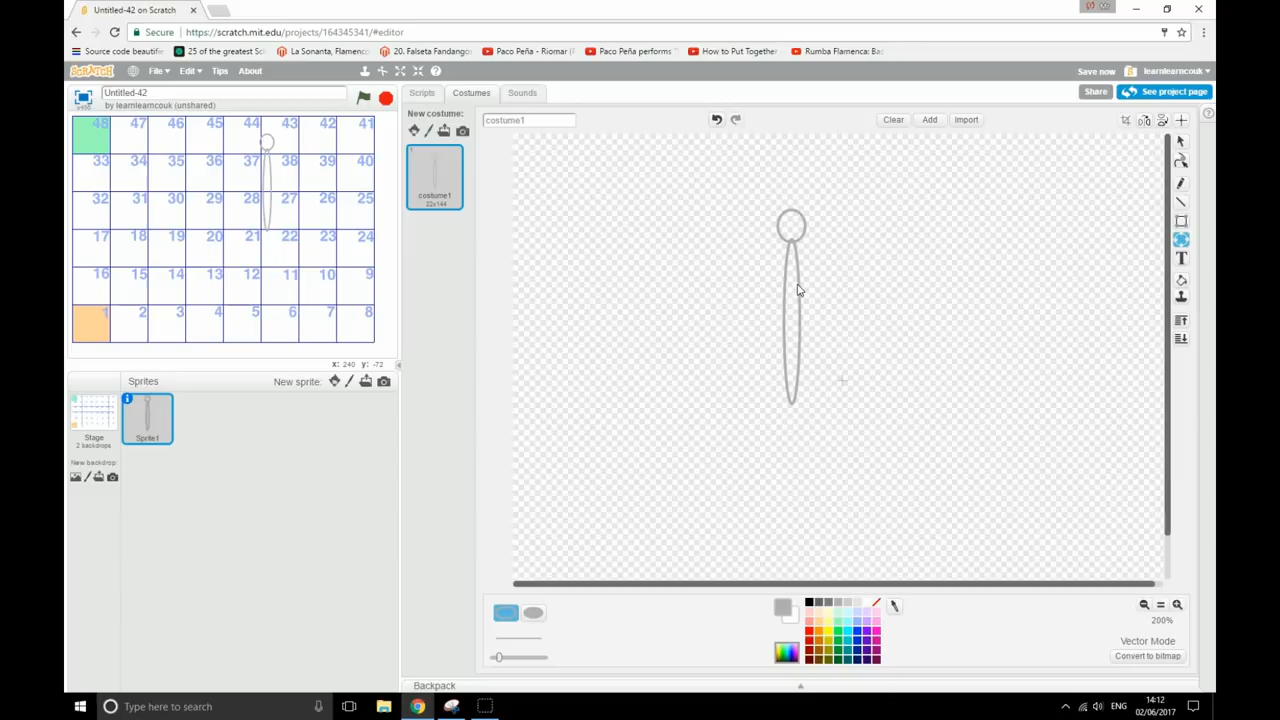 Untitled-42 on Scratch
Secure
https://scratch.mit.edu/projects/164345341/#editor
Source code beautifi
25 of the greatest Sc
La Sonanta, Flamenco
20. Falseta Fandango
Paco Peña - Riomar (F
Paco Peña performs "
How to Put Together
Rumba Flamenca: Bas
SCRATCH File Edit Tips About
Save now learnlearncouk
Untitled-42
by learnlearncouk (unshared)
Scripts Costumes Sounds
Share See project page
New costume:
costume1
Clear Add Import
48 47 46 45 44 43 42 41
33 34 35 36 37 38 39 40
32 31 30 29 28 27 26 25
17 18 19 20 21 22 23 24
16 15 14 13 12 11 10 9
1 2 3 4 5 6 7 8
1
costume1
22x144
T
x: 240 y: -72
Sprites New sprite:
Stage
2 backdrops
Sprite1
New backdrop:
200%
Vector Mode
Convert to bitmap
Backpack
Type here to search
ENG
14:12
02/06/2017